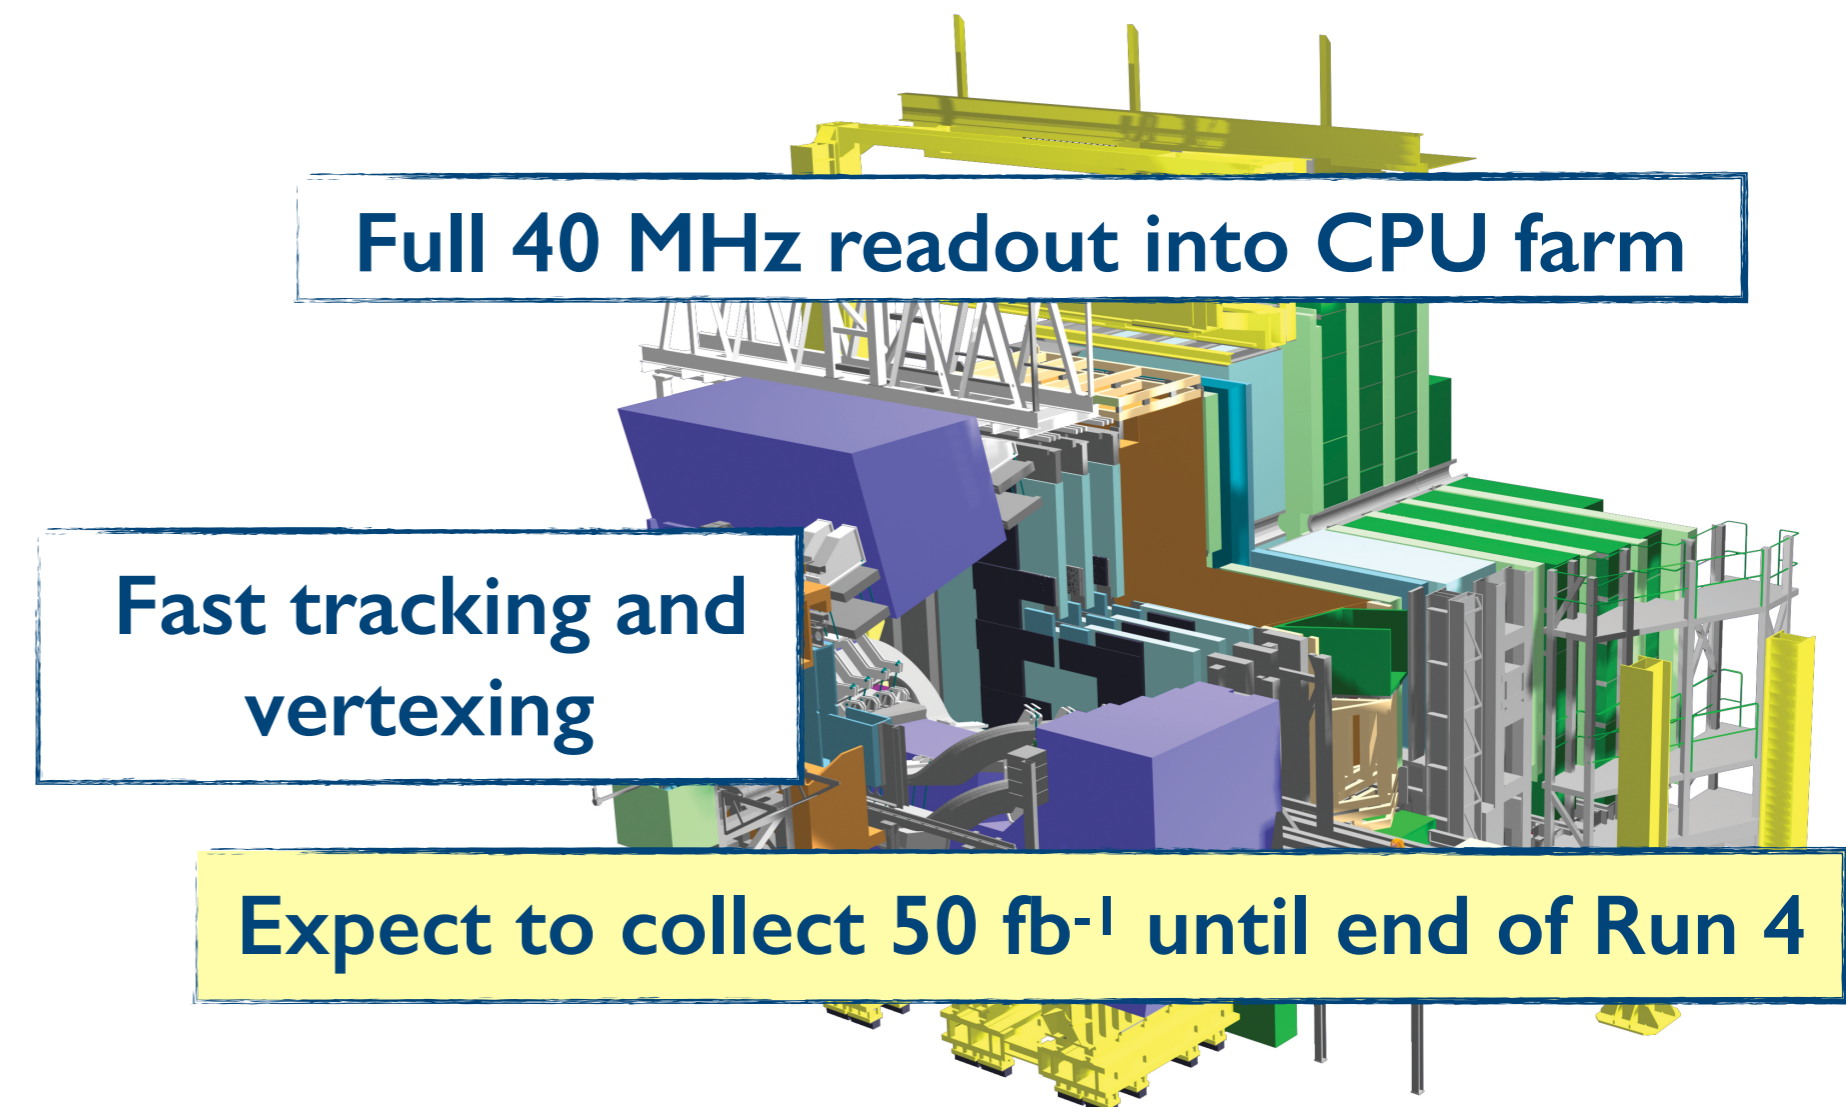 Full 40 MHz readout into CPU farm
Fast tracking and
vertexing
Expect to collect 50 fb⁻¹ until end of Run 4